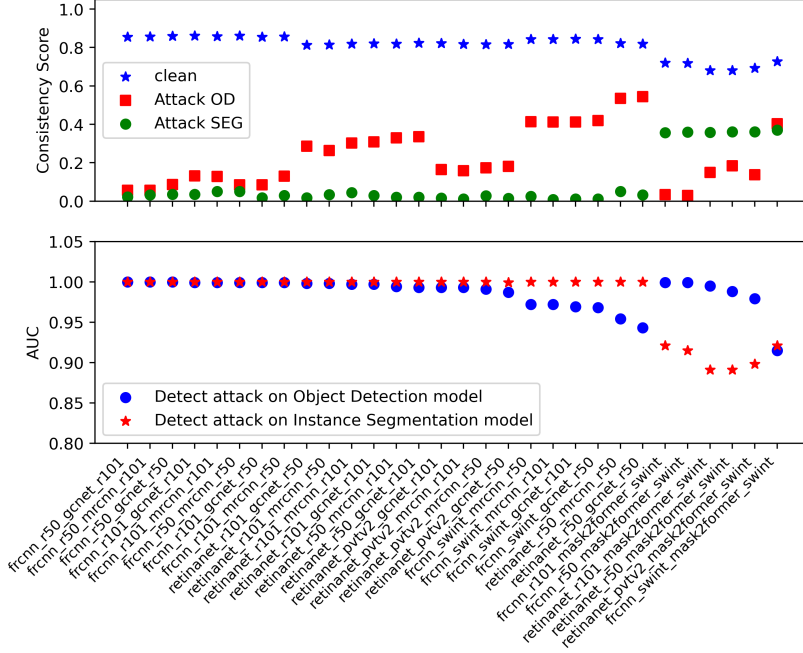 1.0
0.8
0.6
0.4
0.2
0.0
Consistency Score
clean
Attack OD
Attack SEG
1.05
1.00
0.95
0.90
0.85
0.80
AUC
Detect attack on Object Detection model
Detect attack on Instance Segmentation model
frcnn_r50_gcnet_r101
frcnn_r50_mrcnn_r101
frcnn_r50_gcnet_r50
frcnn_r101_gcnet_r101
frcnn_r101_mrcnn_r101
frcnn_r50_mrcnn_r50
frcnn_r101_gcnet_r50
frcnn_r101_mrcnn_r50
retinanet_r101_gcnet_r50
retinanet_r101_mrcnn_r50
retinanet_r101_mrcnn_r101
retinanet_r101_gcnet_r101
retinanet_r50_mrcnn_r101
retinanet_r50_gcnet_r101
retinanet_pvtv2_gcnet_r101
retinanet_pvtv2_mrcnn_r101
retinanet_pvtv2_mrcnn_r50
retinanet_pvtv2_gcnet_r50
frcnn_swint_mrcnn_r50
frcnn_swint_mrcnn_r101
frcnn_swint_gcnet_r101
frcnn_swint_gcnet_r50
retinanet_r50_mrcnn_r50
retinanet_r50_gcnet_r50
frcnn_r101_mask2former_swint
frcnn_r50_mask2former_swint
retinanet_r101_mask2former_swint
retinanet_r50_mask2former_swint
retinanet_pvtv2_mask2former_swint
frcnn_swint_mask2former_swint